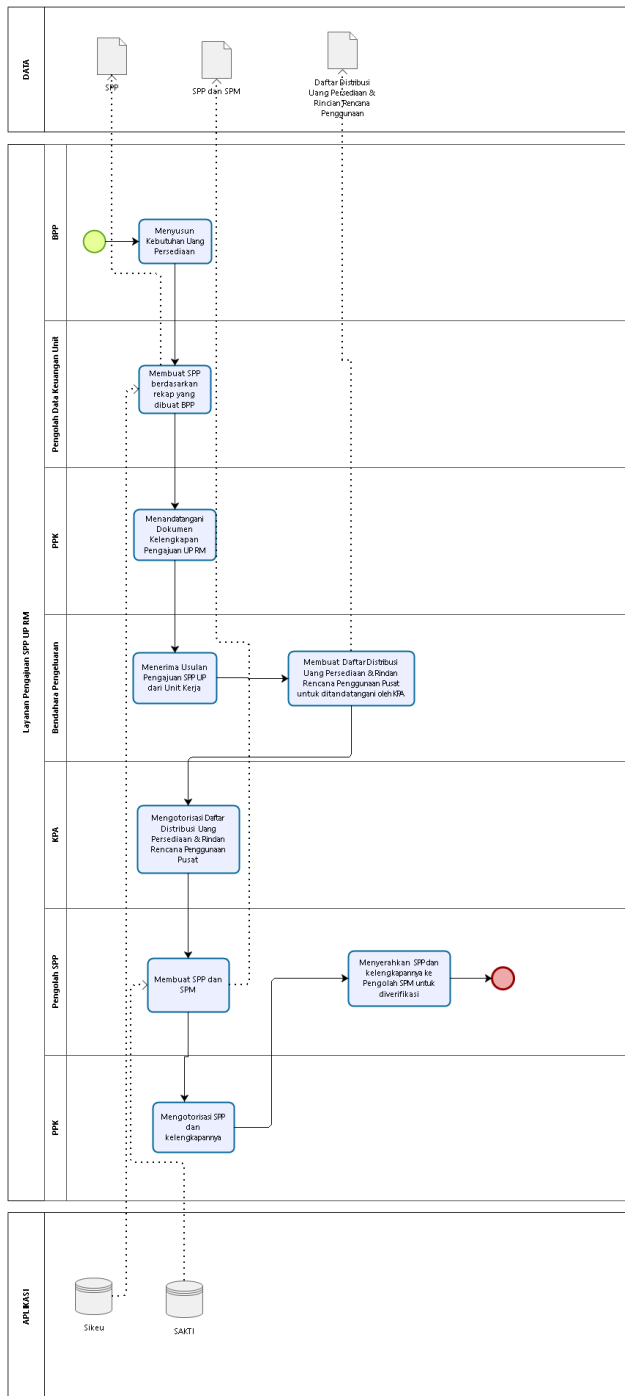 DATA
SPP
SPP dan SPM
Daftar Distribusi
Uang Persediaan &
Rincian Rencana
Penggunaan
Layanan Pengajuan SPP UP RM
BPP
Menyusun
Kebutuhan Uang
Persediaan
Pengolah Data Keuangan Unit
Membuat SPP
berdasarkan
rekap yang
dibuat BPP
PPK
Menandatangani
Dokumen
Kelengkapan
Pengajuan UP RM
Bendahara Pengeluaran
Menerima Usulan
Pengajuan SPP UP
dari Unit Kerja
Membuat Daftar Distribusi
Uang Persediaan & Rindan
Rencana Penggunaan Pusat
untuk ditandatangani oleh KPA
KPA
Mengotorisasi Daftar
Distribusi Uang
Persediaan & Rindan
Rencana Penggunaan
Pusat
Pengolah SPP
Membuat SPP dan
SPM
Menyerahkan SPP dan
kelengkapannya ke
Pengolah SPM untuk
diverifikasi
PPK
Mengotorisasi SPP
dan
kelengkapannya
APLIKASI
Sikeu
SAKTI